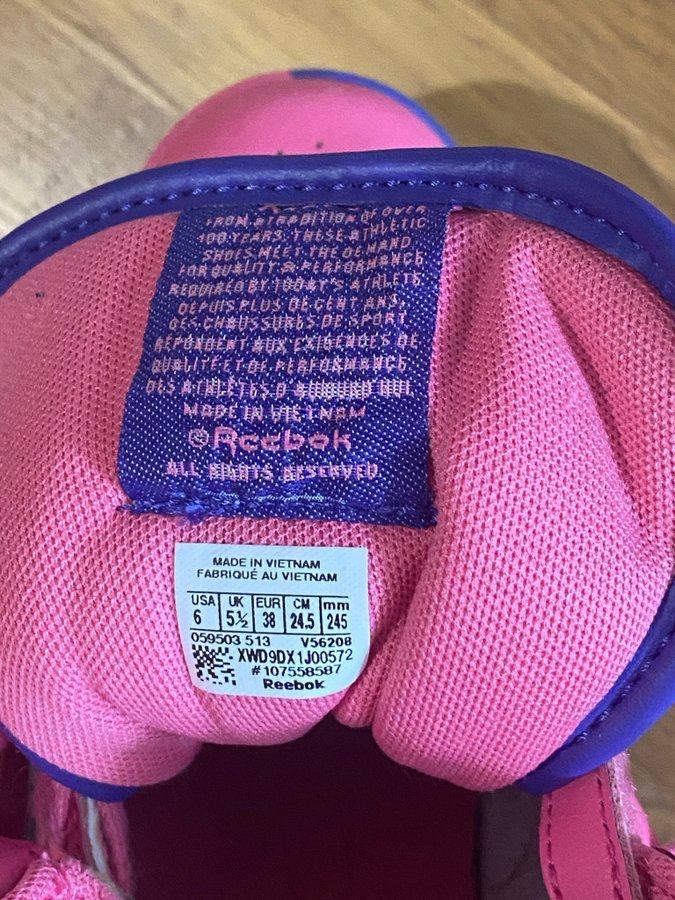 FROM A TRADITION OF OVER
100 YEARS, THESE ATHLETIC
SHOES MEET THE DEMAND
FOR QUALITY & PERFORMANCE
REQUIRED BY TODAY'S ATHLETE
DEPUIS PLUS DE CENT ANS
DES CHAUSSURES DE SPORT
REPONDENT AUX EXIGENCES DE
QUALITE ET DE PERFORMANCE
DES ATHLÈTES D'AUJOURD'HUI
MADE IN VIETNAM
©Reebok
ALL RIGHTS RESERVED
MADE IN VIETNAM
FABRIQUÉ AU VIETNAM
USA UK EUR CM mm
6 5½ 38 24.5 245
059503 513 V56208
XWD9DX1J00572
#107558587
Reebok